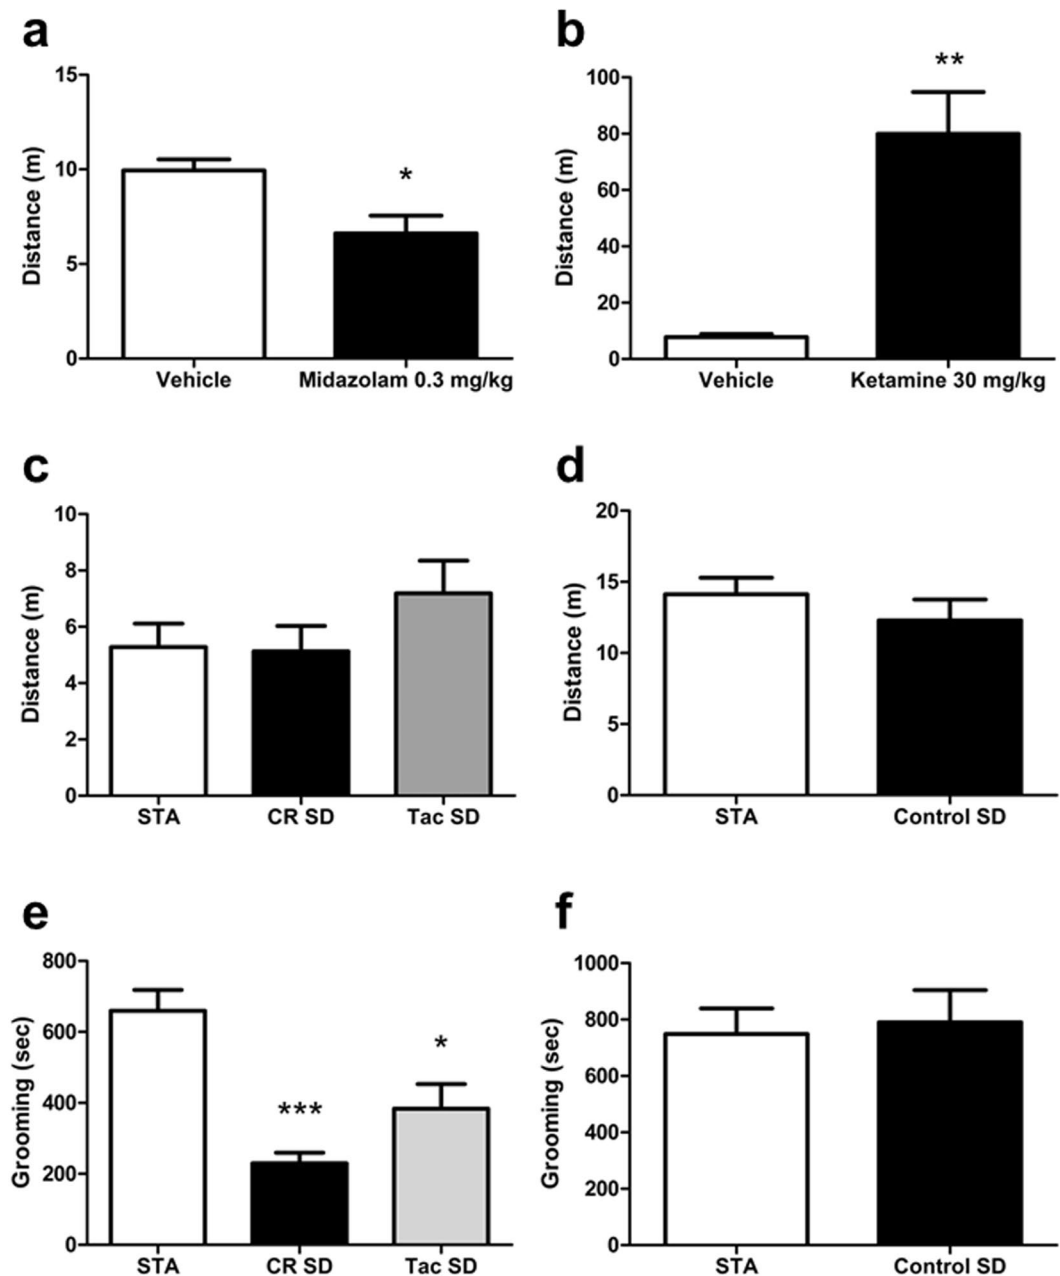 a
15
10
5
0
Distance (m)
*
Vehicle
Midazolam 0.3 mg/kg
b
100
80
60
40
20
0
Distance (m)
**
Vehicle
Ketamine 30 mg/kg
c
10
8
6
4
2
0
Distance (m)
STA
CR SD
Tac SD
d
20
15
10
5
0
Distance (m)
STA
Control SD
e
800
600
400
200
0
Grooming (sec)
***
*
STA
CR SD
Tac SD
f
1000
800
600
400
200
0
Grooming (sec)
STA
Control SD